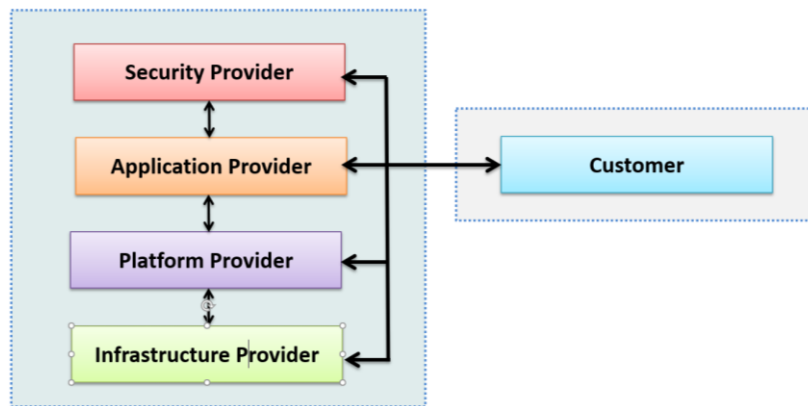 Security Provider
Application Provider
Customer
Platform Provider
Infrastructure Provider